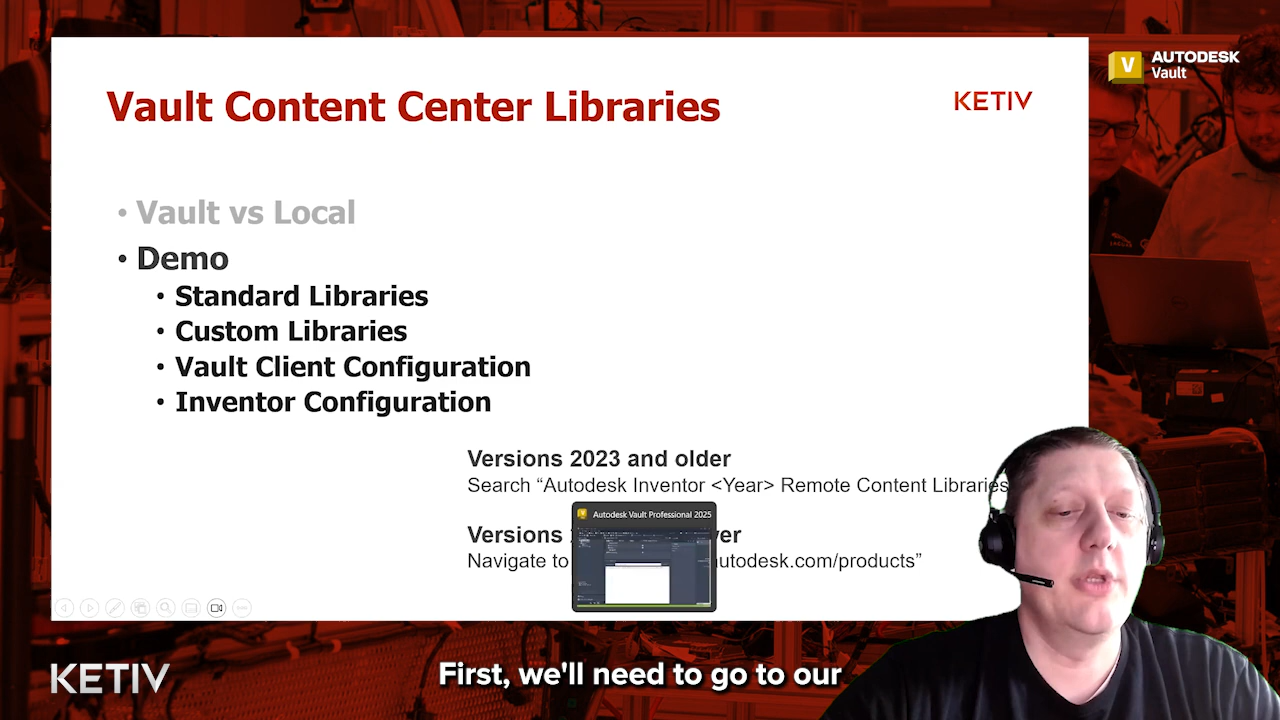 AUTODESK
Vault
V
Vault Content Center Libraries
KETIV
• Vault vs Local
• Demo
• Standard Libraries
• Custom Libraries
• Vault Client Configuration
• Inventor Configuration
Versions 2023 and older
Search “Autodesk Inventor <Year> Remote Content Libraries
Autodesk Vault Professional 2025
Versions
Navigate to autodesk.com/products”
KETIV
First, we'll need to go to our